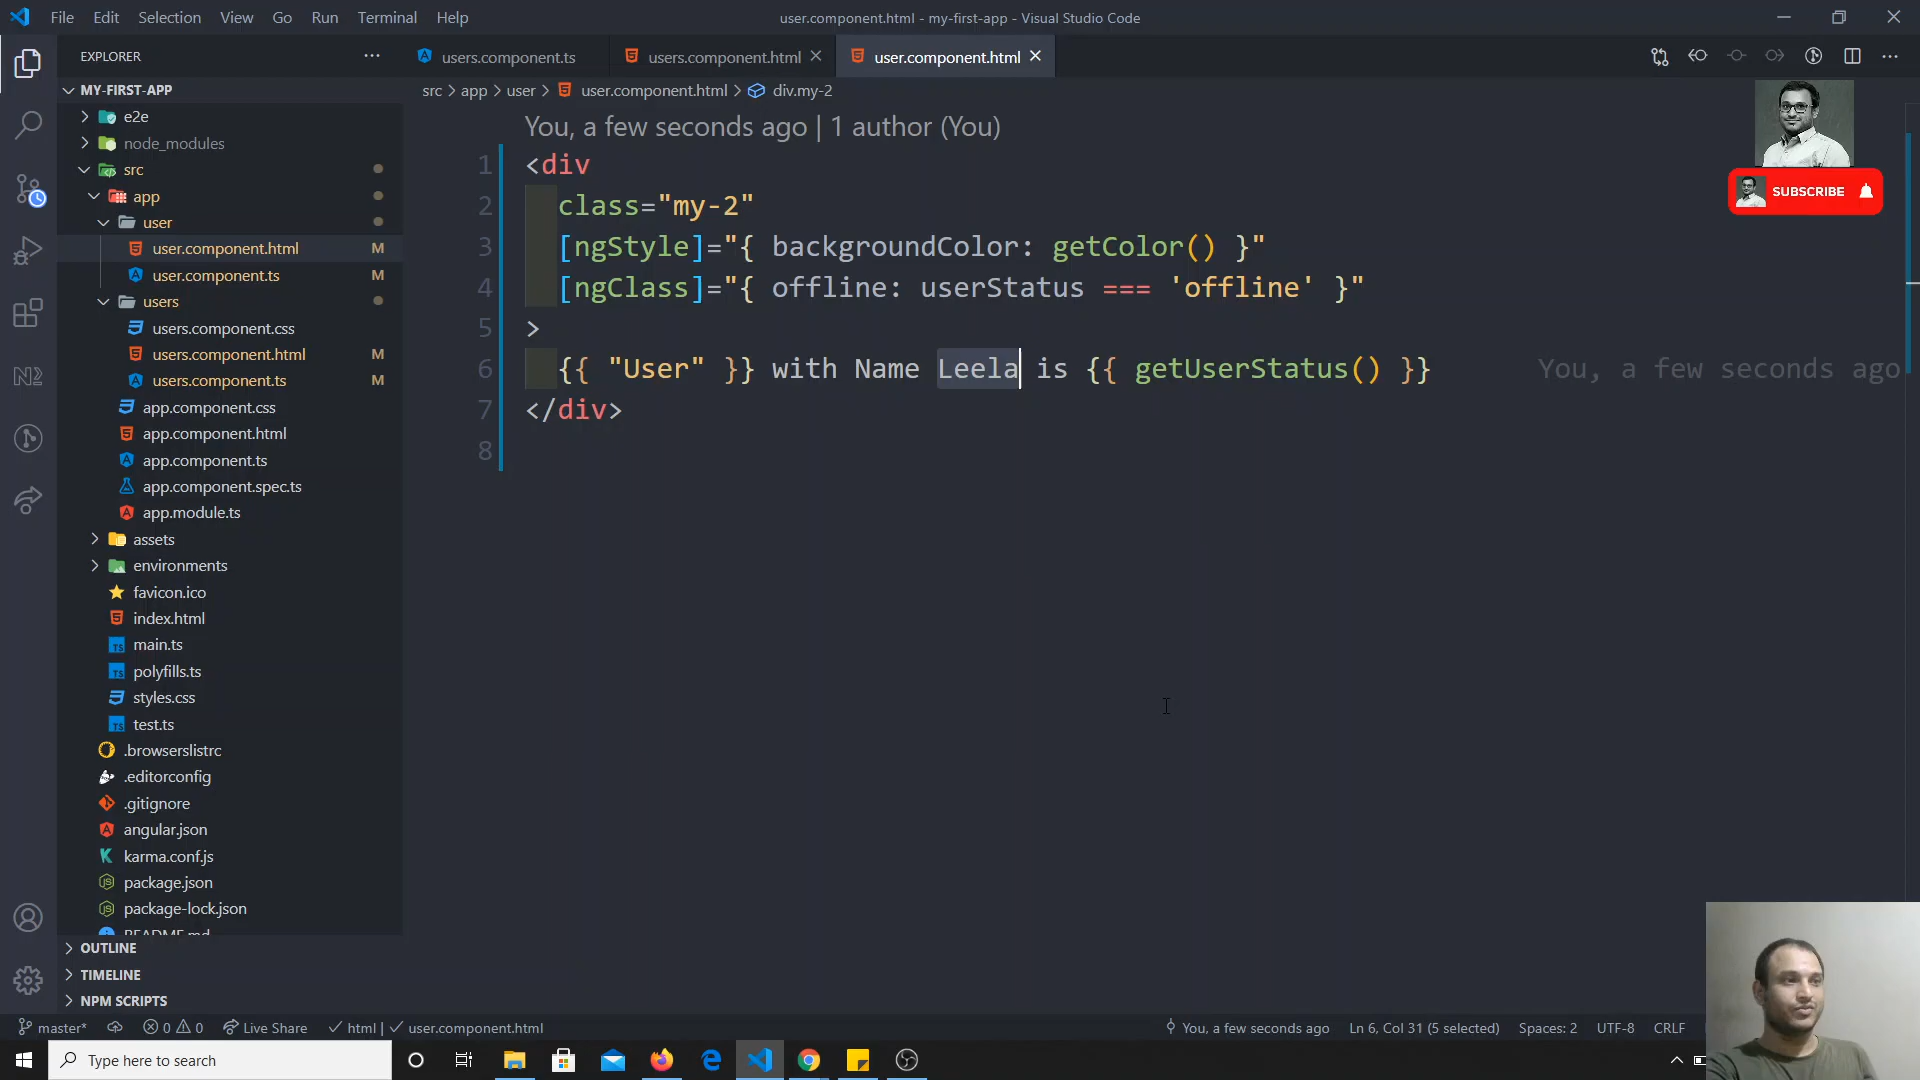 File Edit Selection View Go Run Terminal Help
user.component.html - my-first-app - Visual Studio Code
EXPLORER
users.component.ts
users.component.html
user.component.html
MY-FIRST-APP
src > app > user > user.component.html > div.my-2
e2e
node_modules
src
app
user
user.component.html M
user.component.ts M
users
users.component.css
users.component.html M
users.component.ts M
app.component.css
app.component.html
app.component.ts
app.component.spec.ts
app.module.ts
assets
environments
favicon.ico
index.html
main.ts
polyfills.ts
styles.css
test.ts
.browserslistrc
.editorconfig
.gitignore
angular.json
karma.conf.js
package.json
package-lock.json
README.md
OUTLINE
TIMELINE
NPM SCRIPTS
You, a few seconds ago | 1 author (You)
1 <div
2 class="my-2"
3 [ngStyle]="{ backgroundColor: getColor() }"
4 [ngClass]="{ offline: userStatus === 'offline' }"
5 >
6 {{ "User" }} with Name Leela is {{ getUserStatus() }} You, a few seconds ago
7 </div>
8
SUBSCRIBE
master* 0 0 Live Share html | user.component.html
You, a few seconds ago Ln 6, Col 31 (5 selected) Spaces: 2 UTF-8 CRLF
Type here to search